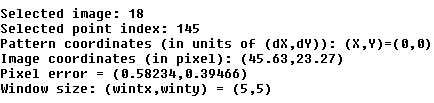 Selected image: 18
Selected point index: 145
Pattern coordinates (in units of (dX,dY)): (X,Y)=(0,0)
Image coordinates (in pixel): (45.63,23.27)
Pixel error = (0.58234,0.39466)
Window size: (wintx,winty) = (5,5)